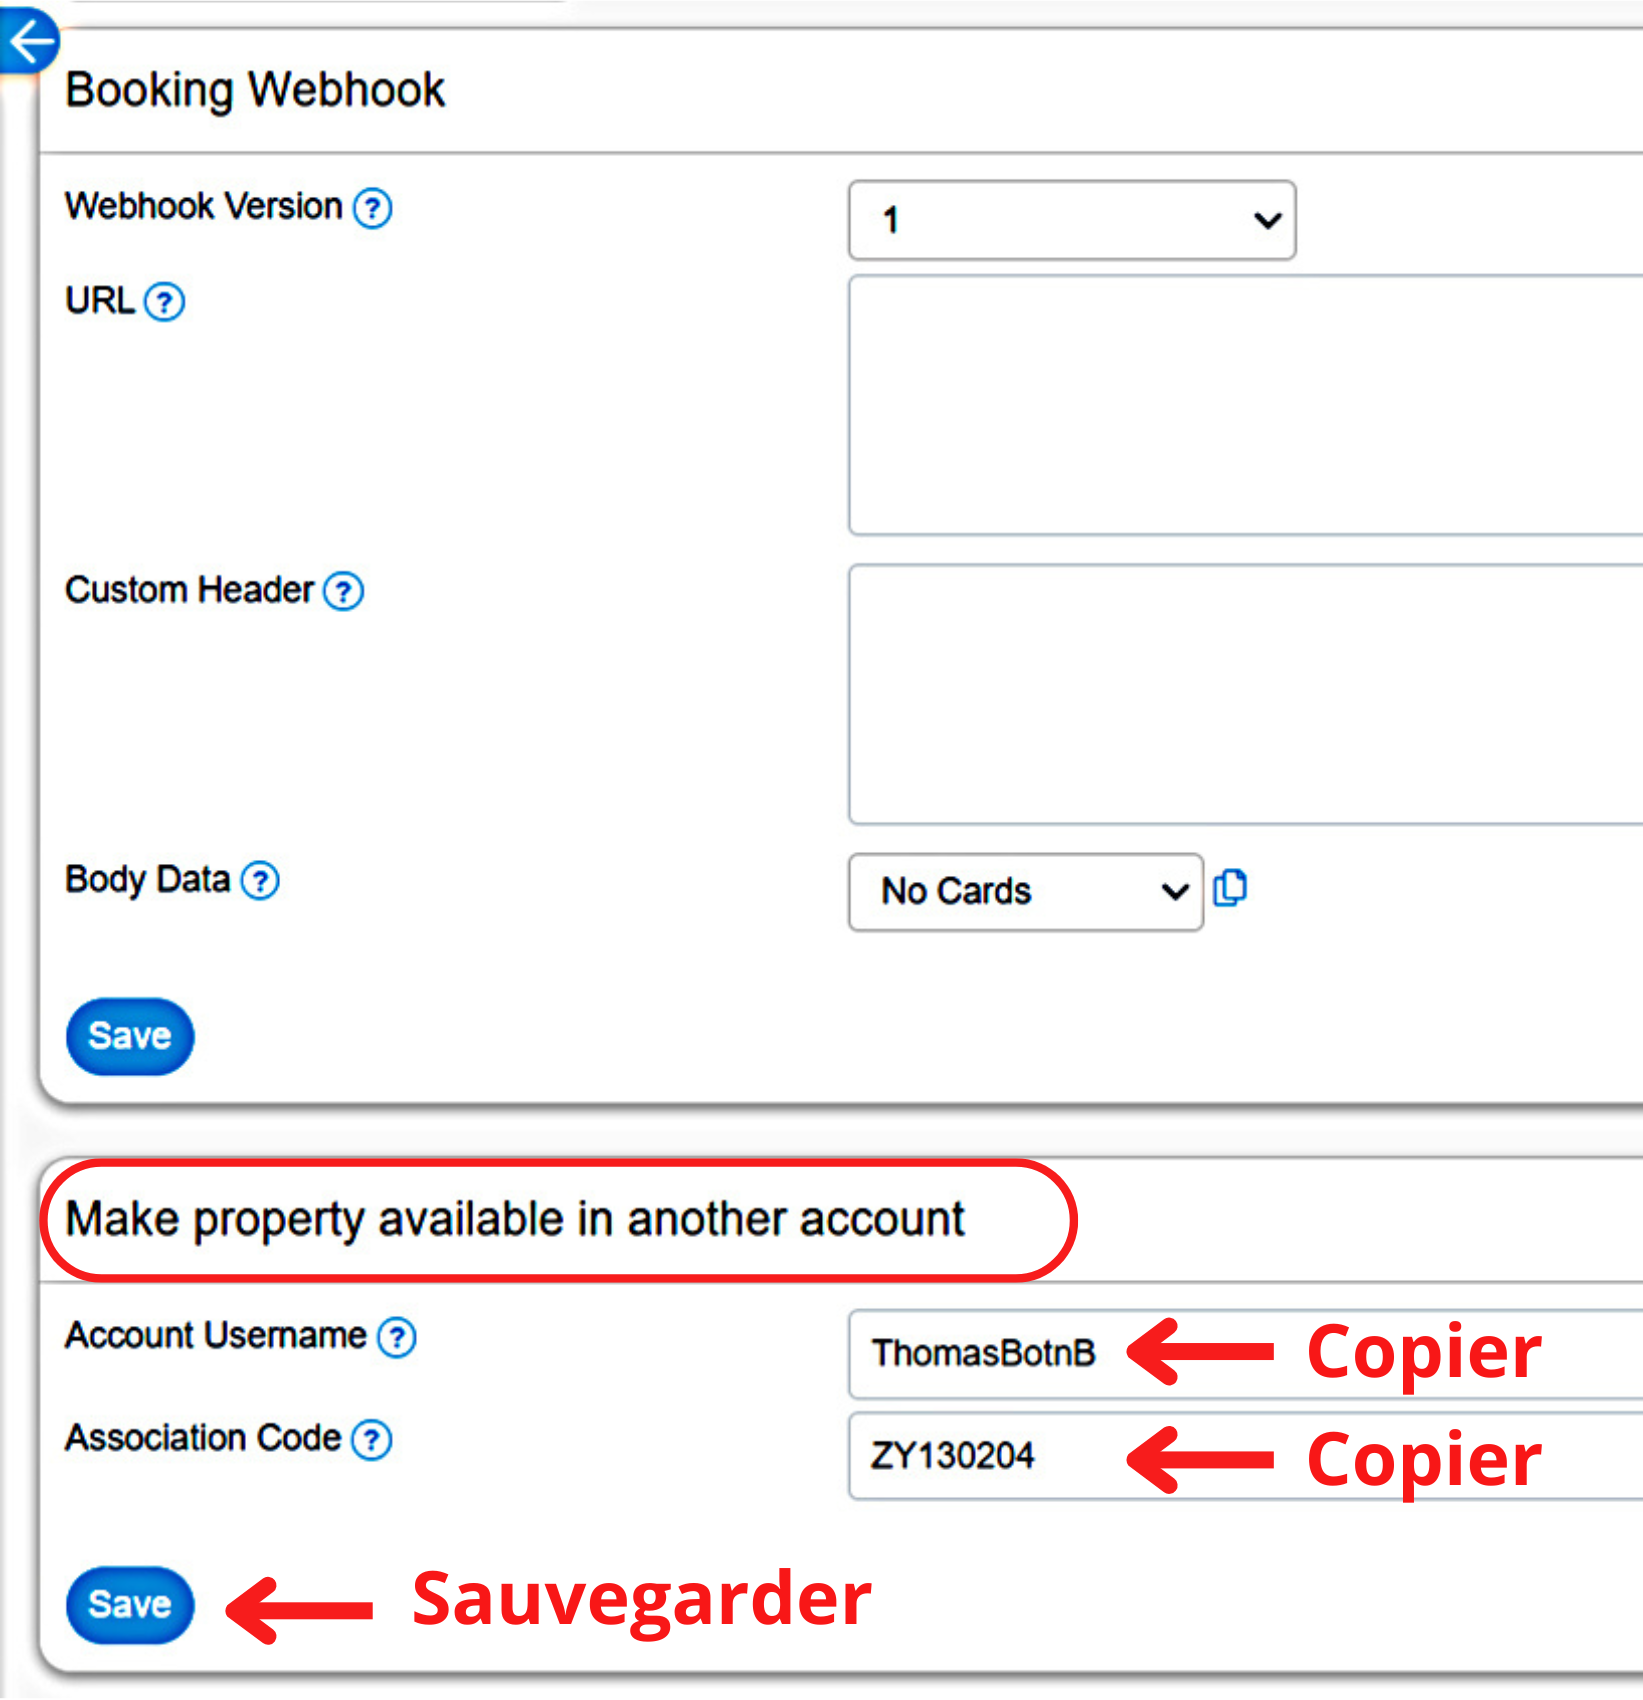 Booking Webhook
Webhook Version ?
1
URL ?
Custom Header ?
Body Data ?
No Cards
Save
Make property available in another account
Account Username ?
ThomasBotnB
Copier
Association Code ?
ZY130204
Copier
Save
Sauvegarder